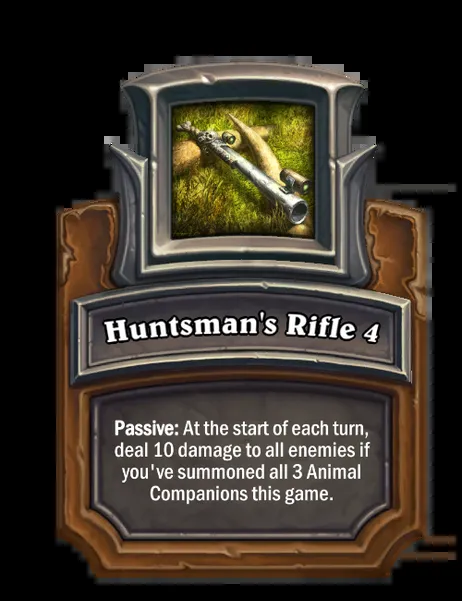 Huntsman's Rifle 4
Passive: At the start of each turn,
deal 10 damage to all enemies if
you've summoned all 3 Animal
Companions this game.